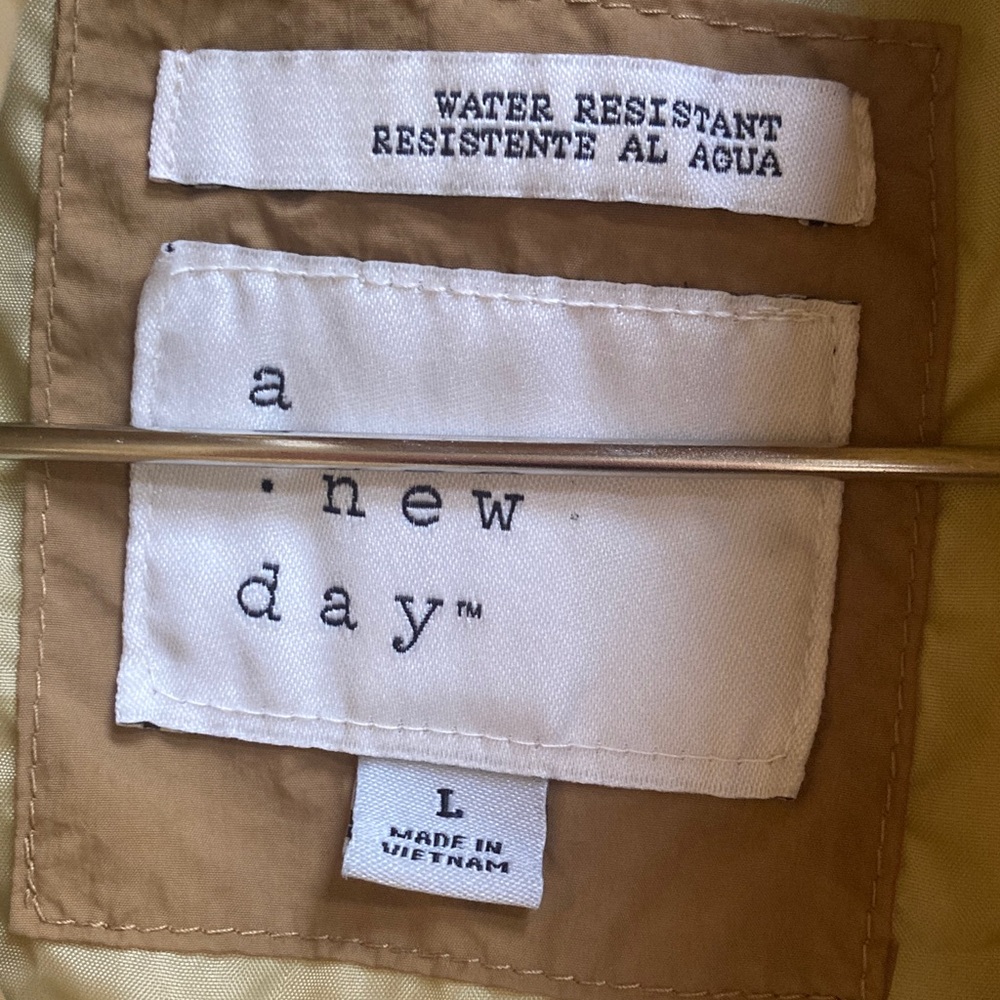 WATER RESISTANT
RESISTENTE AL AGUA
a
· new
day™
L
MADE IN
VIETNAM